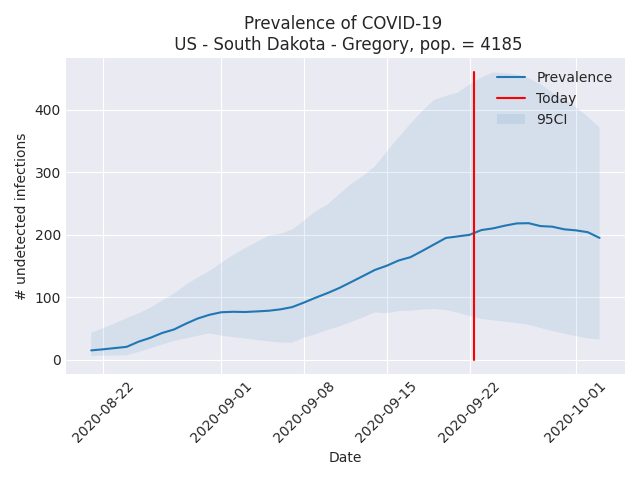 Prevalence of COVID-19
US - South Dakota - Gregory, pop. = 4185
Prevalence
Today
95CI
# undetected infections
400
300
200
100
0
2020-08-22
2020-09-01
2020-09-08
2020-09-15
2020-09-22
2020-10-01
Date